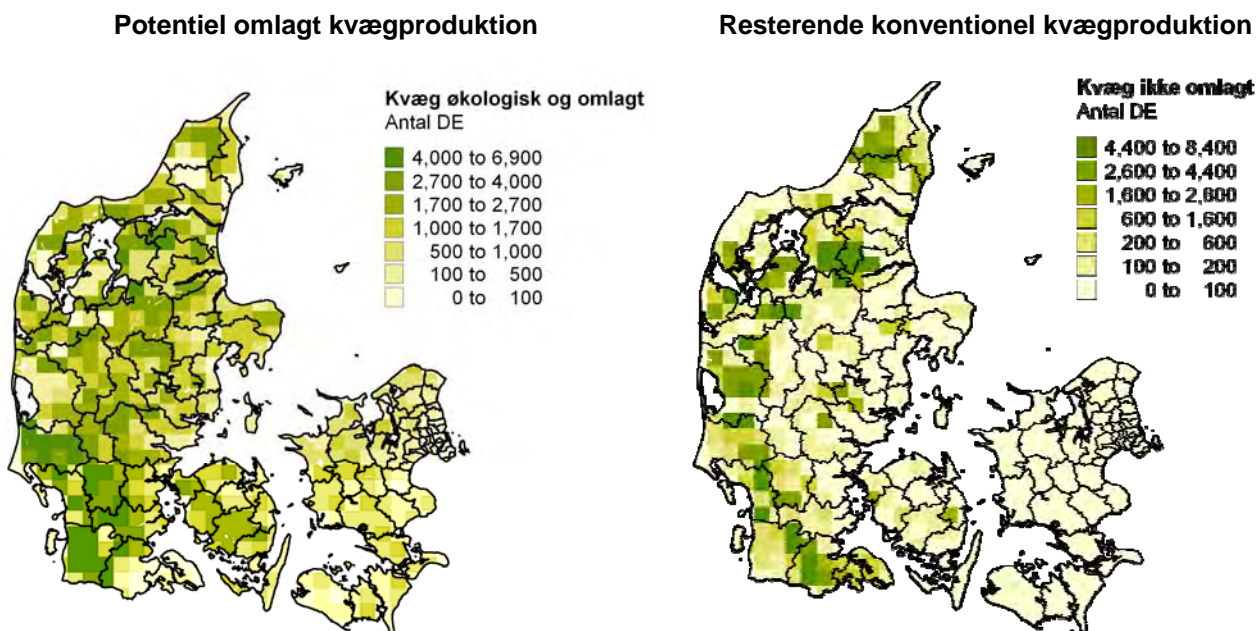 Potentiel omlagt kvægproduktion
Kvæg økologisk og omlagt
Antal DE
4,000 to 6,900
2,700 to 4,000
1,700 to 2,700
1,000 to 1,700
500 to 1,000
100 to 500
0 to 100
Resterende konventionel kvægproduktion
Kvæg ikke omlagt
Antal DE
4,400 to 8,400
2,600 to 4,400
1,600 to 2,600
600 to 1,600
200 to 600
100 to 200
0 to 100